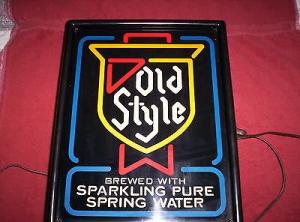 Old
Style
BREWED WITH
SPARKLING PURE
SPRING WATER